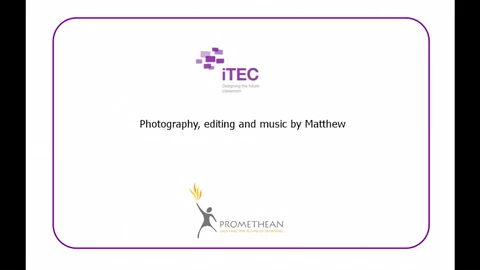 iTEC
Designing the future
classroom
Photography, editing and music by Matthew
PROMETHEAN